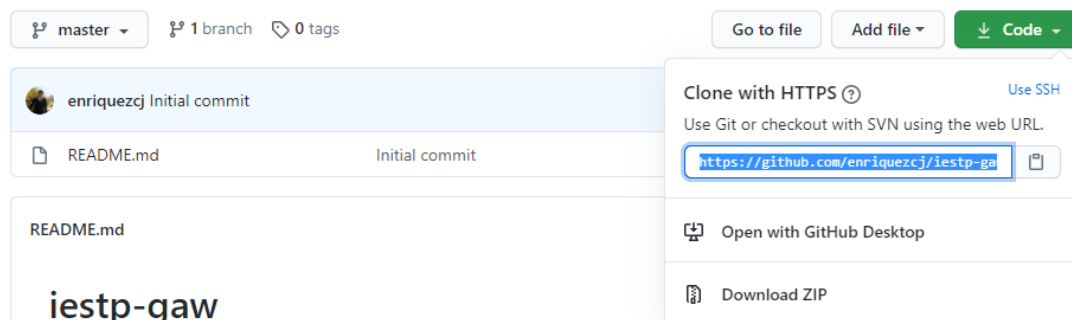 master 1 branch 0 tags Go to file Add file Code
enriquezcj Initial commit
README.md Initial commit
README.md
iestp-gaw
Clone with HTTPS ? Use SSH
Use Git or checkout with SVN using the web URL.
https://github.com/enriquezcj/iestp-ga
Open with GitHub Desktop
Download ZIP